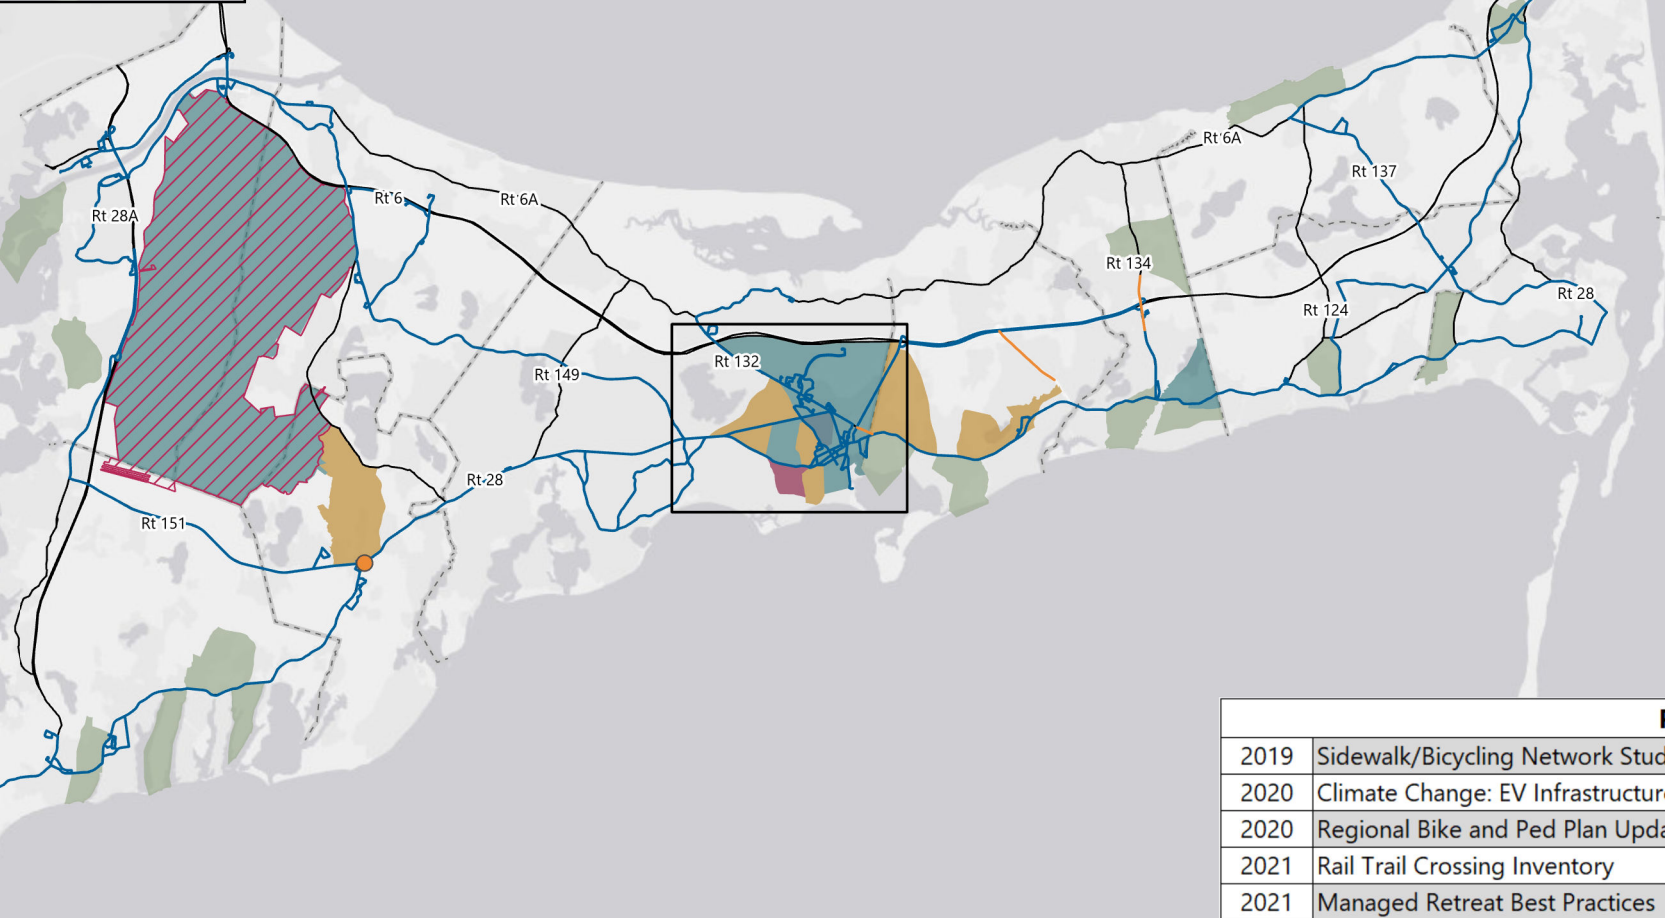 Rt 6A
Rt 137
Rt 28A
Rt 6
Rt 6A
Rt 134
Rt 28
Rt 124
Rt 132
Rt 149
Rt 28
Rt 151
2019 Sidewalk/Bicycling Network Stud
2020 Climate Change: EV Infrastructur
2020 Regional Bike and Ped Plan Upda
2021 Rail Trail Crossing Inventory
2021 Managed Retreat Best Practices